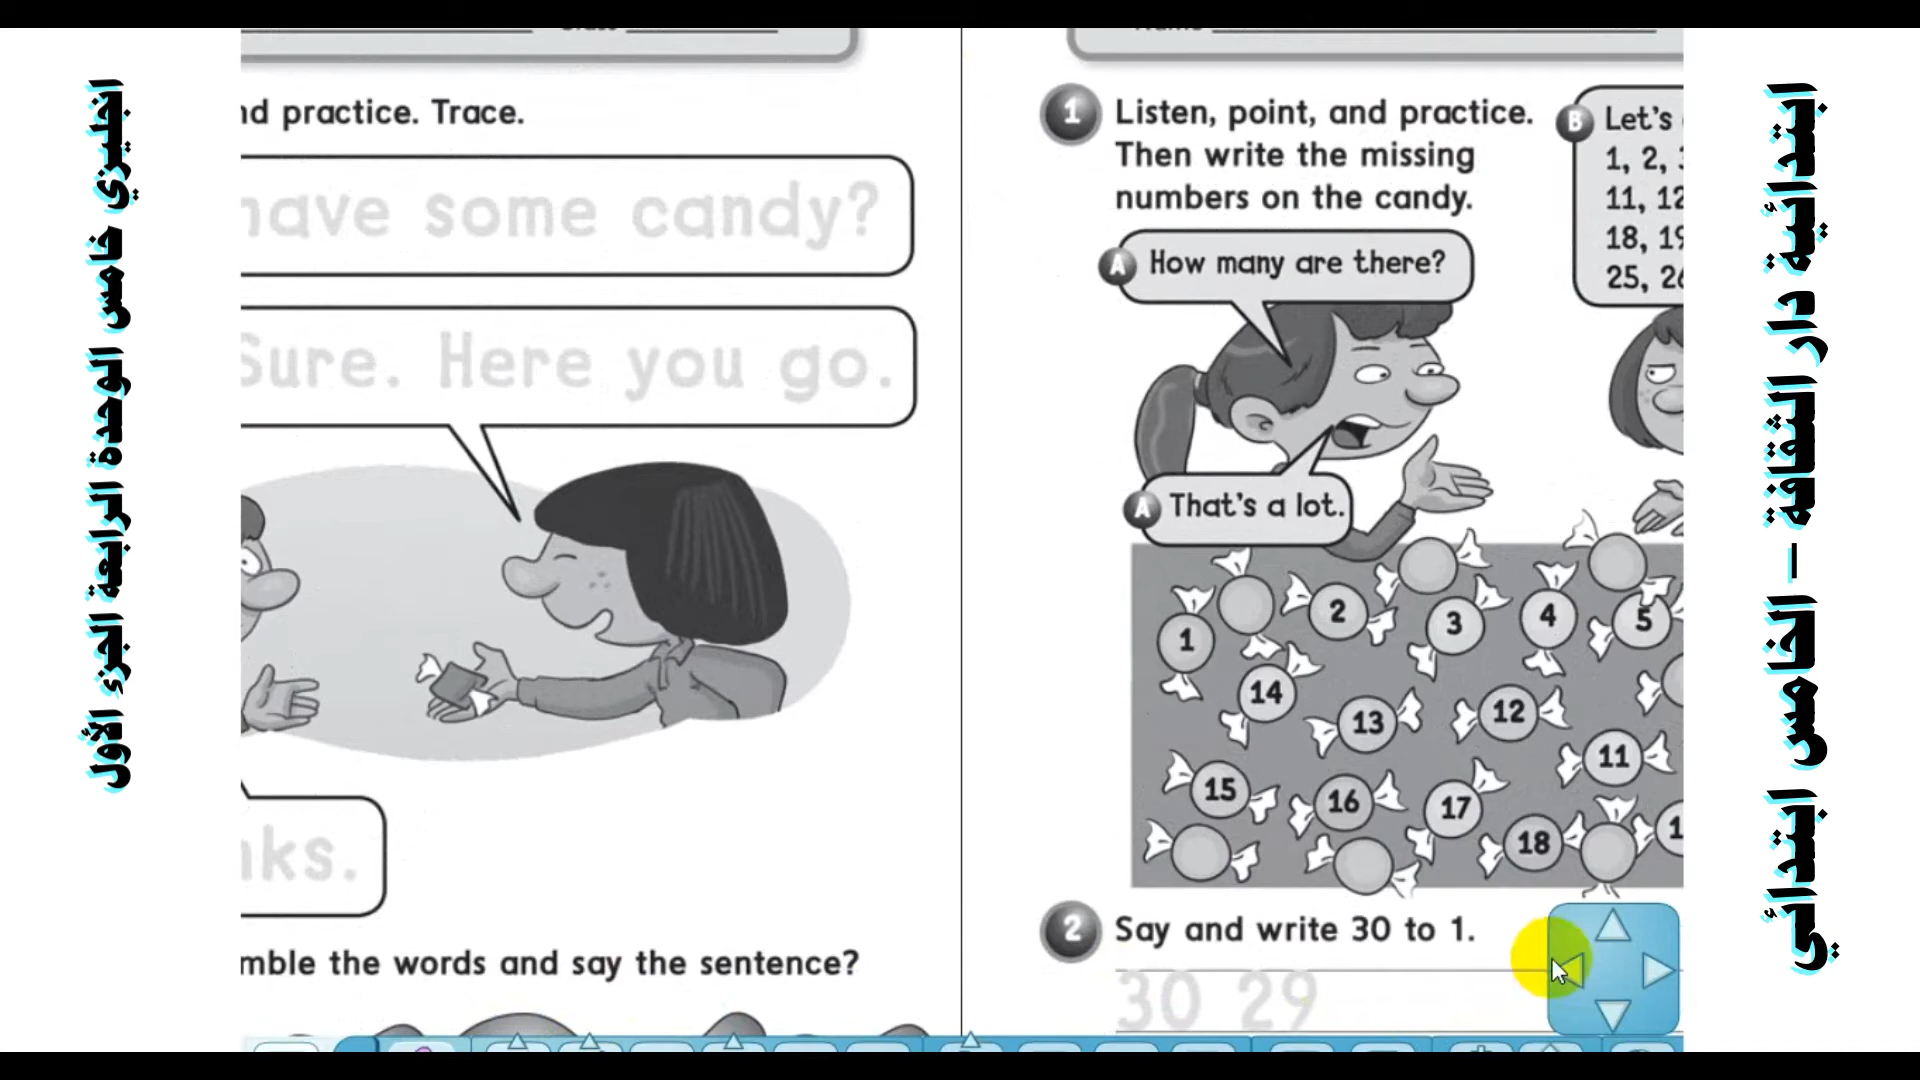 انجليزي خامس الوحدة الرابعة الجزء الأول
nd practice. Trace.
have some candy?
Sure. Here you go.
nks.
mble the words and say the sentence?
1 Listen, point, and practice.
Then write the missing
numbers on the candy.
A How many are there?
A That's a lot.
B Let's
1, 2, 3
11, 12
18, 19
25, 26
1
2
3
4
5
14
13
12
11
15
16
17
18
1
2 Say and write 30 to 1.
30 29
ابتدائية دار الثقافة – الخامس ابتدائي